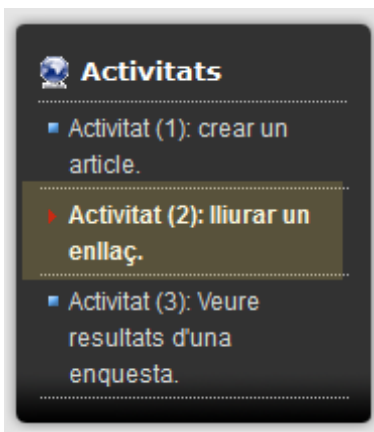 Activitats
Activitat (1): crear un
article.
Activitat (2): lliurar un
enllaç.
Activitat (3): Veure
resultats d'una
enquesta.